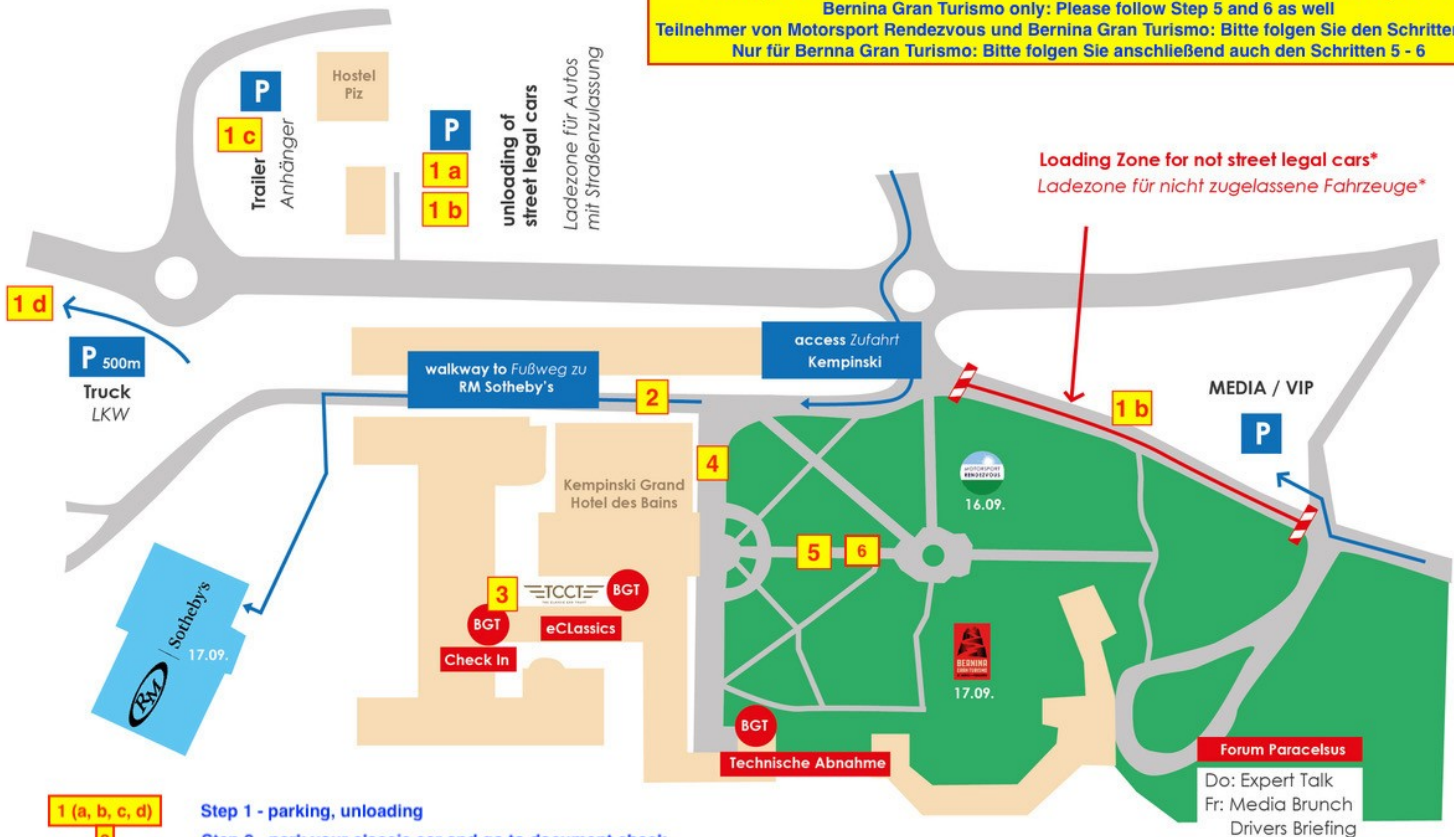 Bernina Gran Turismo only: Please follow Step 5 and 6 as well
Teilnehmer von Motorsport Rendezvous und Bernina Gran Turismo: Bitte folgen Sie den Schritten
Nur für Bernna Gran Turismo: Bitte folgen Sie anschließend auch den Schritten 5 - 6
Hostel
Piz
P
1 c
Trailer
Anhänger
P
1 a
1 b
unloading of
street legal cars
Ladezone für Autos
mit Straßenzulassung
Loading Zone for not street legal cars*
Ladezone für nicht zugelassene Fahrzeuge*
1 d
P 500m
Truck
LKW
walkway to Fußweg zu
RM Sotheby's
2
access Zufahrt
Kempinski
1 b
MEDIA / VIP
P
4
Kempinski Grand
Hotel des Bains
MOTORSPORT
RENDEZVOUS
16.09.
5
6
3
TCCT
BGT
eCLassics
BGT
Check In
RM | Sotheby's
17.09.
BERNINA
GRAN TURISMO
17.09.
BGT
Technische Abnahme
Forum Paracelsus
Do: Expert Talk
Fr: Media Brunch
Drivers Briefing
1 (a, b, c, d)
Step 1 - parking, unloading